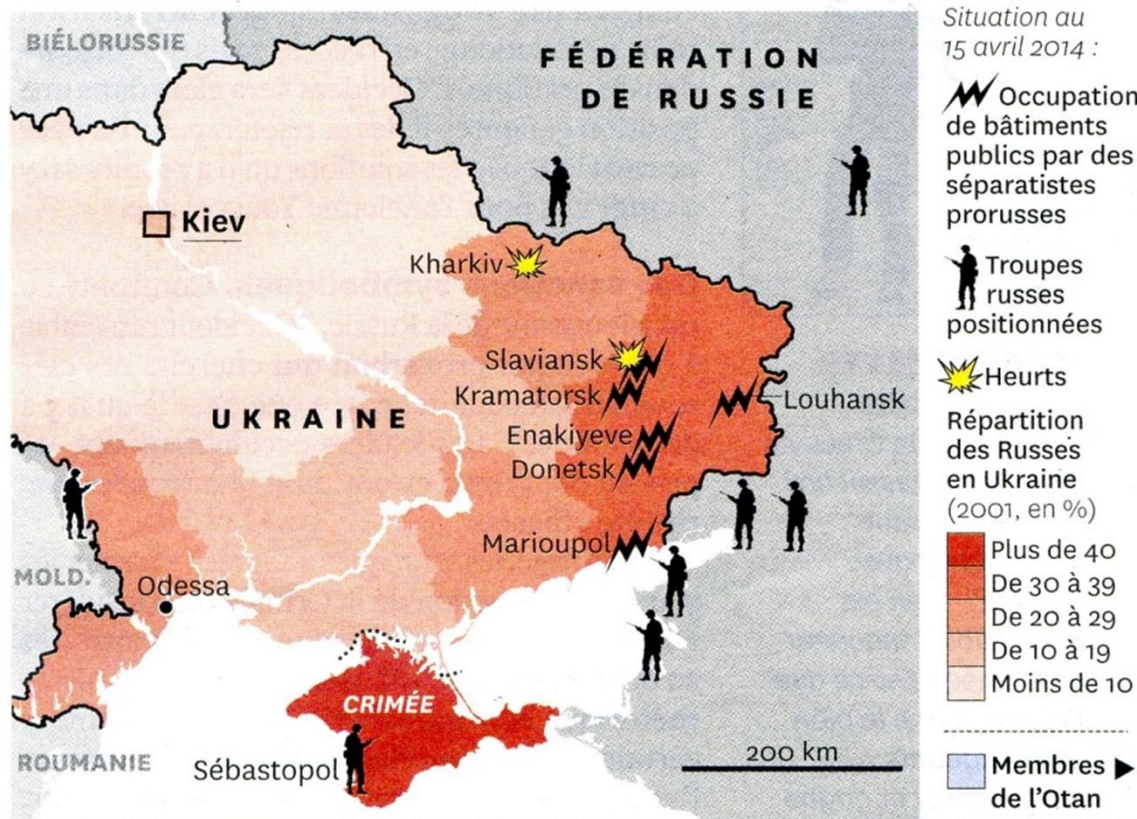 BIÉLORUSSIE
FÉDÉRATION
DE RUSSIE
Kiev
Kharkiv
Slaviansk
Kramatorsk
Louhansk
UKRAINE
Enakiyeve
Donetsk
Marioupol
MOLD.
Odessa
CRIMÉE
ROUMANIE
Sébastopol
200 km
Situation au
15 avril 2014 :
Occupation
de bâtiments
publics par des
séparatistes
prorusses
Troupes
russes
positionnées
Heurts
Répartition
des Russes
en Ukraine
(2001, en %)
Plus de 40
De 30 à 39
De 20 à 29
De 10 à 19
Moins de 10
Membres
de l'Otan